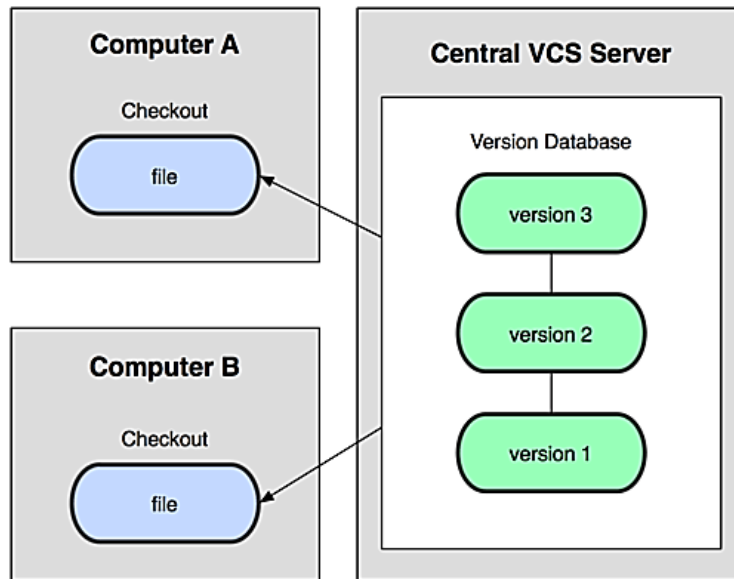 Computer A
Checkout
file
Computer B
Checkout
file
Central VCS Server
Version Database
version 3
version 2
version 1